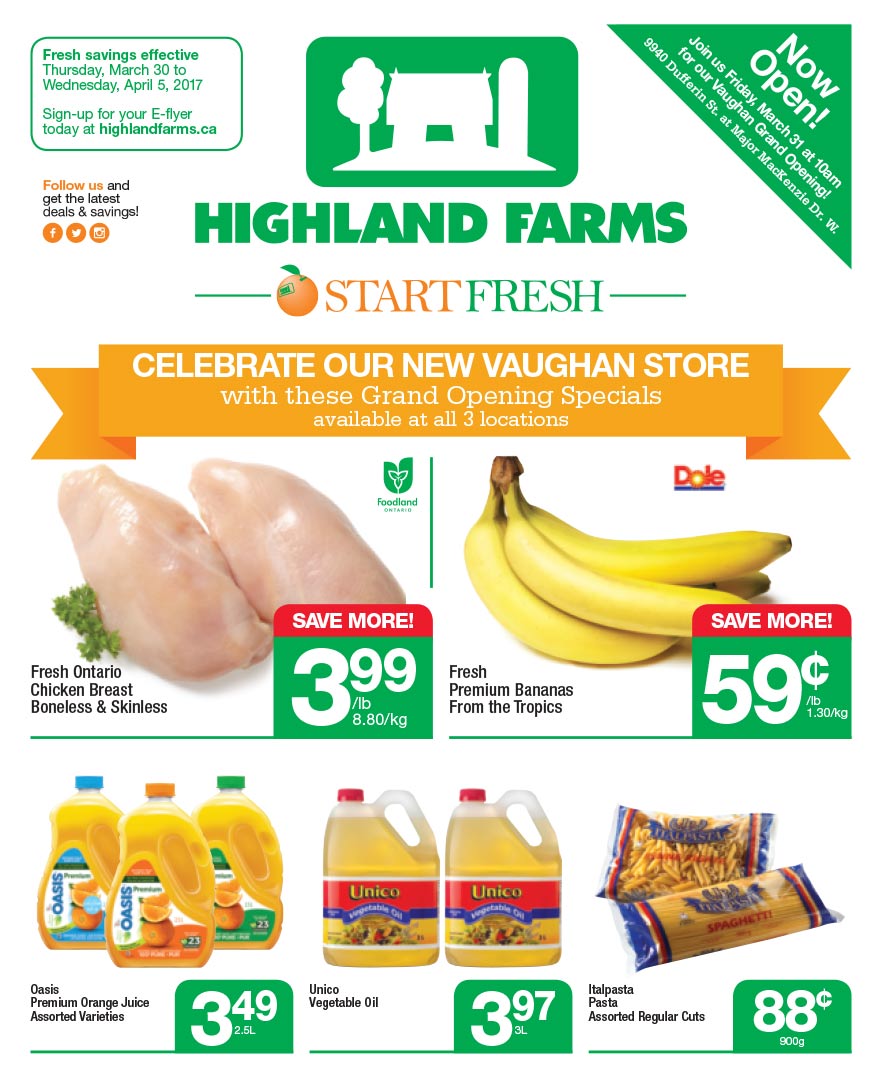 Fresh savings effective
Thursday, March 30 to
Wednesday, April 5, 2017
Sign-up for your E-flyer
today at highlandfarms.ca
Follow us and
get the latest
deals & savings!
Now
Open!
Join us Friday, March 31 at 10am
for our Vaughan Grand Opening!
9940 Dufferin St. at Major MacKenzie Dr. W.
HIGHLAND FARMS
START FRESH
CELEBRATE OUR NEW VAUGHAN STORE
with these Grand Opening Specials
available at all 3 locations
Foodland
ONTARIO
SAVE MORE!
3.99
/lb
8.80/kg
Fresh Ontario
Chicken Breast
Boneless & Skinless
Dole
SAVE MORE!
59¢
/lb
1.30/kg
Fresh
Premium Bananas
From the Tropics
OASIS
Premium
23
OASIS
Premium
23
Premium
23
Oasis
Premium Orange Juice
Assorted Varieties
3.49
2.5L
Unico
Vegetable Oil
Unico
Vegetable Oil
Unico
Vegetable Oil
3.97
3L
ITALPASTA
ITALPASTA
SPAGHETTI
Italpasta
Pasta
Assorted Regular Cuts
88¢
900g